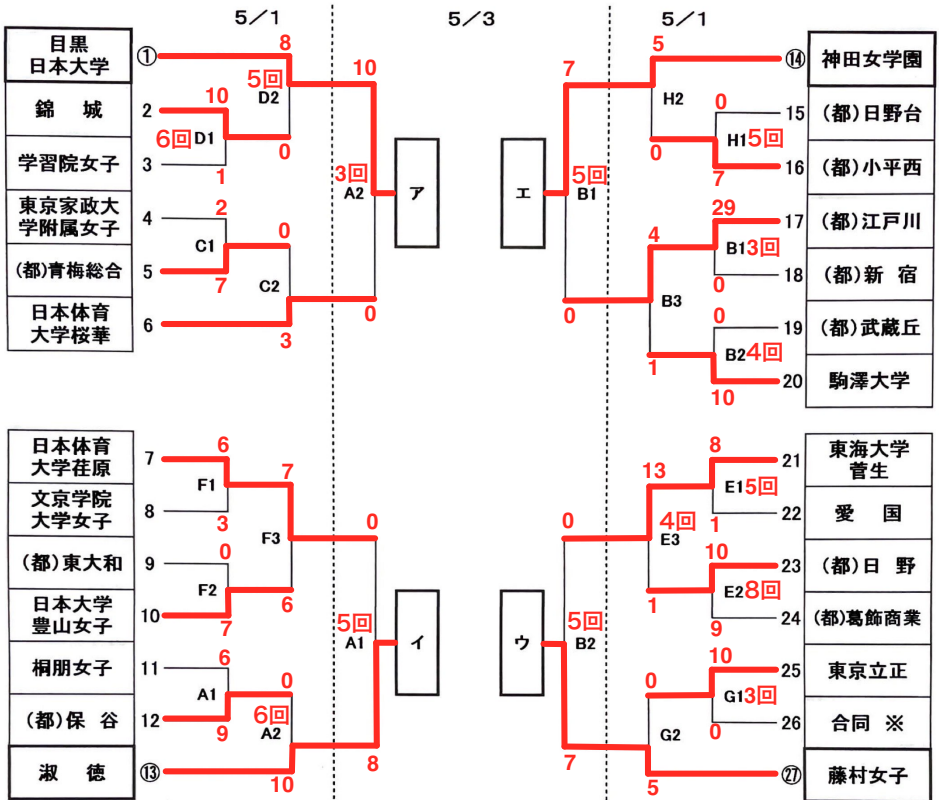 5/1
5/3
5/1
目黒
日本大学
①
8
5回
D2
10
錦 城
2
10
6回
D1
0
学習院女子
3
1
3回
A2
ア
東京家政大
学附属女子
4
2
C1
0
(都)青梅総合
5
7
C2
日本体育
大学桜華
6
3
0
7
5
⑭
神田女学園
H2
0
15
(都)日野台
H1
5回
0
7
16
(都)小平西
エ
5回
B1
4
29
17
(都)江戸川
B1
3回
0
18
(都)新 宿
0
B3
0
19
(都)武蔵丘
1
B2
4回
10
20
駒澤大学
日本体育
大学荏原
7
6
F1
7
文京学院
大学女子
8
3
F3
0
(都)東大和
9
0
F2
日本大学
豊山女子
10
7
6
5回
A1
イ
桐朋女子
11
6
A1
0
(都)保 谷
12
9
6回
A2
淑 徳
⑬
10
8
13
8
21
東海大学
菅生
E1
5回
0
4回
E3
1
22
愛 国
10
23
(都)日 野
1
E2
8回
9
24
(都)葛飾商業
ウ
5回
B2
0
10
25
東京立正
G1
3回
0
26
合同 ※
G2
7
5
㉗
藤村女子